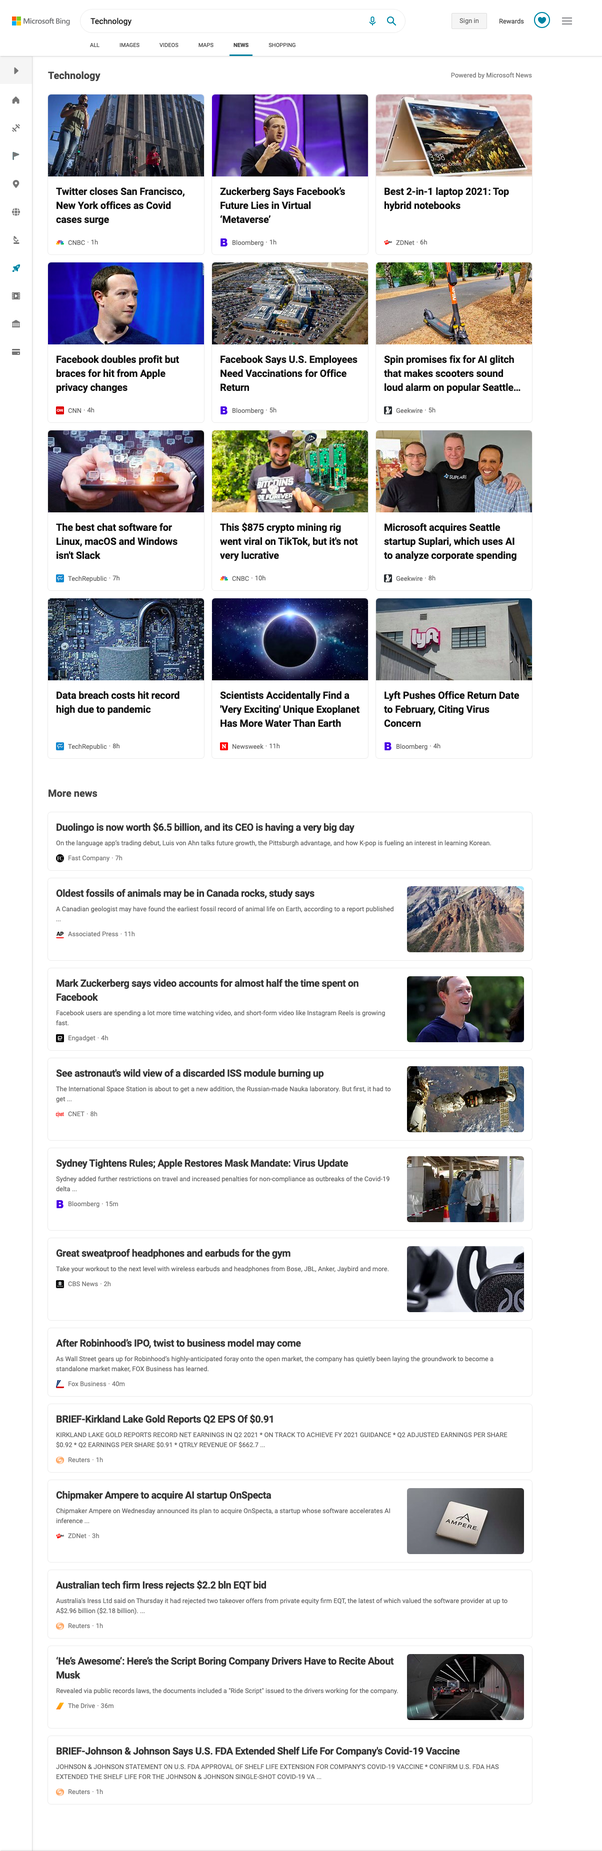 Microsoft Bing
Technology
Sign in
Rewards
ALL
IMAGES
VIDEOS
MAPS
NEWS
SHOPPING
Technology
Powered by Microsoft News
Twitter closes San Francisco,
New York offices as Covid
cases surge
CNBC · 1h
Zuckerberg Says Facebook's
Future Lies in Virtual
'Metaverse'
Bloomberg · 1h
Best 2-in-1 laptop 2021: Top
hybrid notebooks
ZDNet · 6h
Facebook doubles profit but
braces for hit from Apple
privacy changes
CNN · 4h
Facebook Says U.S. Employees
Need Vaccinations for Office
Return
Bloomberg · 5h
Spin promises fix for AI glitch
that makes scooters sound
loud alarm on popular Seattle...
Geekwire · 5h
The best chat software for
Linux, macOS and Windows
isn't Slack
TechRepublic · 7h
This $875 crypto mining rig
went viral on TikTok, but it's not
very lucrative
CNBC · 10h
Microsoft acquires Seattle
startup Suplari, which uses AI
to analyze corporate spending
Geekwire · 8h
Data breach costs hit record
high due to pandemic
TechRepublic · 8h
Scientists Accidentally Find a
'Very Exciting' Unique Exoplanet
Has More Water Than Earth
Newsweek · 11h
lyft
Lyft Pushes Office Return Date
to February, Citing Virus
Concern
Bloomberg · 4h
More news
Duolingo is now worth $6.5 billion, and its CEO is having a very big day
On the language app's trading debut, Luis von Ahn talks future growth, the Pittsburgh advantage, and how K-pop is fueling an interest in learning Korean.
Fast Company · 7h
Oldest fossils of animals may be in Canada rocks, study says
A Canadian geologist may have found the earliest fossil record of animal life on Earth, according to a report published
...
Associated Press · 11h
Mark Zuckerberg says video accounts for almost half the time spent on
Facebook
Facebook users are spending a lot more time watching video, and short-form video like Instagram Reels is growing
fast.
Engadget · 4h
See astronaut's wild view of a discarded ISS module burning up
The International Space Station is about to get a new addition, the Russian-made Nauka laboratory. But first, it had to
get ...
CNET · 8h
Sydney Tightens Rules; Apple Restores Mask Mandate: Virus Update
Sydney added further restrictions on travel and increased penalties for non-compliance as outbreaks of the Covid-19
delta ...
Bloomberg · 15m
Great sweatproof headphones and earbuds for the gym
Take your workout to the next level with wireless earbuds and headphones from Bose, JBL, Anker, Jaybird and more.
CBS News · 2h
After Robinhood's IPO, twist to business model may come
As Wall Street gears up for Robinhood's highly-anticipated foray onto the open market, the company has quietly been laying the groundwork to become a
standalone market maker, FOX Business has learned.
Fox Business · 40m
BRIEF-Kirkland Lake Gold Reports Q2 EPS Of $0.91
KIRKLAND LAKE GOLD REPORTS RECORD NET EARNINGS IN Q2 2021 * ON TRACK TO ACHIEVE FY 2021 GUIDANCE * Q2 ADJUSTED EARNINGS PER SHARE
$0.92 * Q2 EARNINGS PER SHARE $0.91 * QTRLY REVENUE OF $662.7 ...
Reuters · 1h
Chipmaker Ampere to acquire AI startup OnSpecta
Chipmaker Ampere on Wednesday announced its plan to acquire OnSpecta, a startup whose software accelerates AI
inference ...
ZDNet · 3h
AMPERE
Australian tech firm Iress rejects $2.2 bln EQT bid
Australia's Iress Ltd said on Thursday it had rejected two takeover offers from private equity firm EQT, the latest of which valued the software provider at up to
A$2.96 billion ($2.18 billion). ...
Reuters · 1h
'He's Awesome': Here's the Script Boring Company Drivers Have to Recite About
Musk
Revealed via public records laws, the documents included a "Ride Script" issued to the drivers working for the company.
The Drive · 36m
BRIEF-Johnson & Johnson Says U.S. FDA Extended Shelf Life For Company's Covid-19 Vaccine
JOHNSON & JOHNSON STATEMENT ON U.S. FDA APPROVAL OF SHELF LIFE EXTENSION FOR COMPANY'S COVID-19 VACCINE * CONFIRM U.S. FDA HAS
EXTENDED THE SHELF LIFE FOR THE JOHNSON & JOHNSON SINGLE-SHOT COVID-19 VA ...
Reuters · 1h